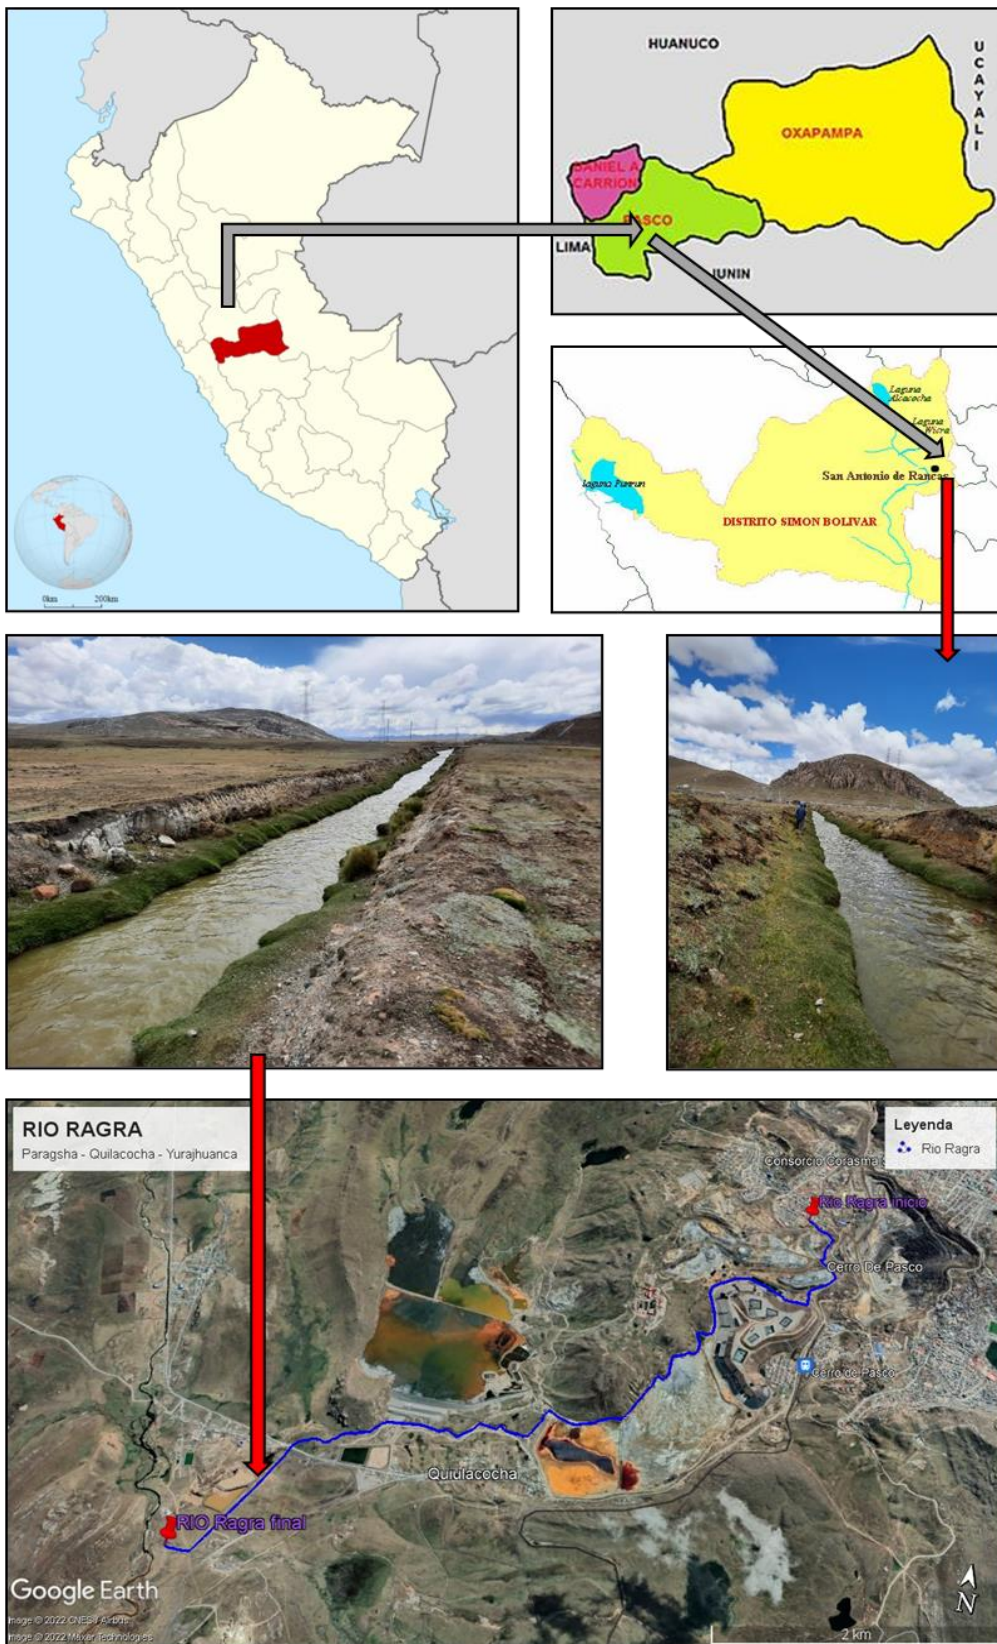 0km 200km
HUANUCO
UCAYALI
OXAPAMPA
DANIEL A
CARRION
PASCO
LIMA
JUNIN
Laguna
Alcacocha
Laguna
San Antonio de Rancas
Laguna Punrun
DISTRITO SIMON BOLIVAR
RIO RAGRA
Paragsha - Quilacocha - Yurajhuanca
Leyenda
Rio Ragra
Consorcio Corasma
Rio Ragra inicio
Cerro De Pasco
Cerro de Pasco
Quiulacocha
RIO Ragra final
Google Earth
Image © 2022 CNES / Airbus
Image © 2022 Maxar Technologies
2 km
N